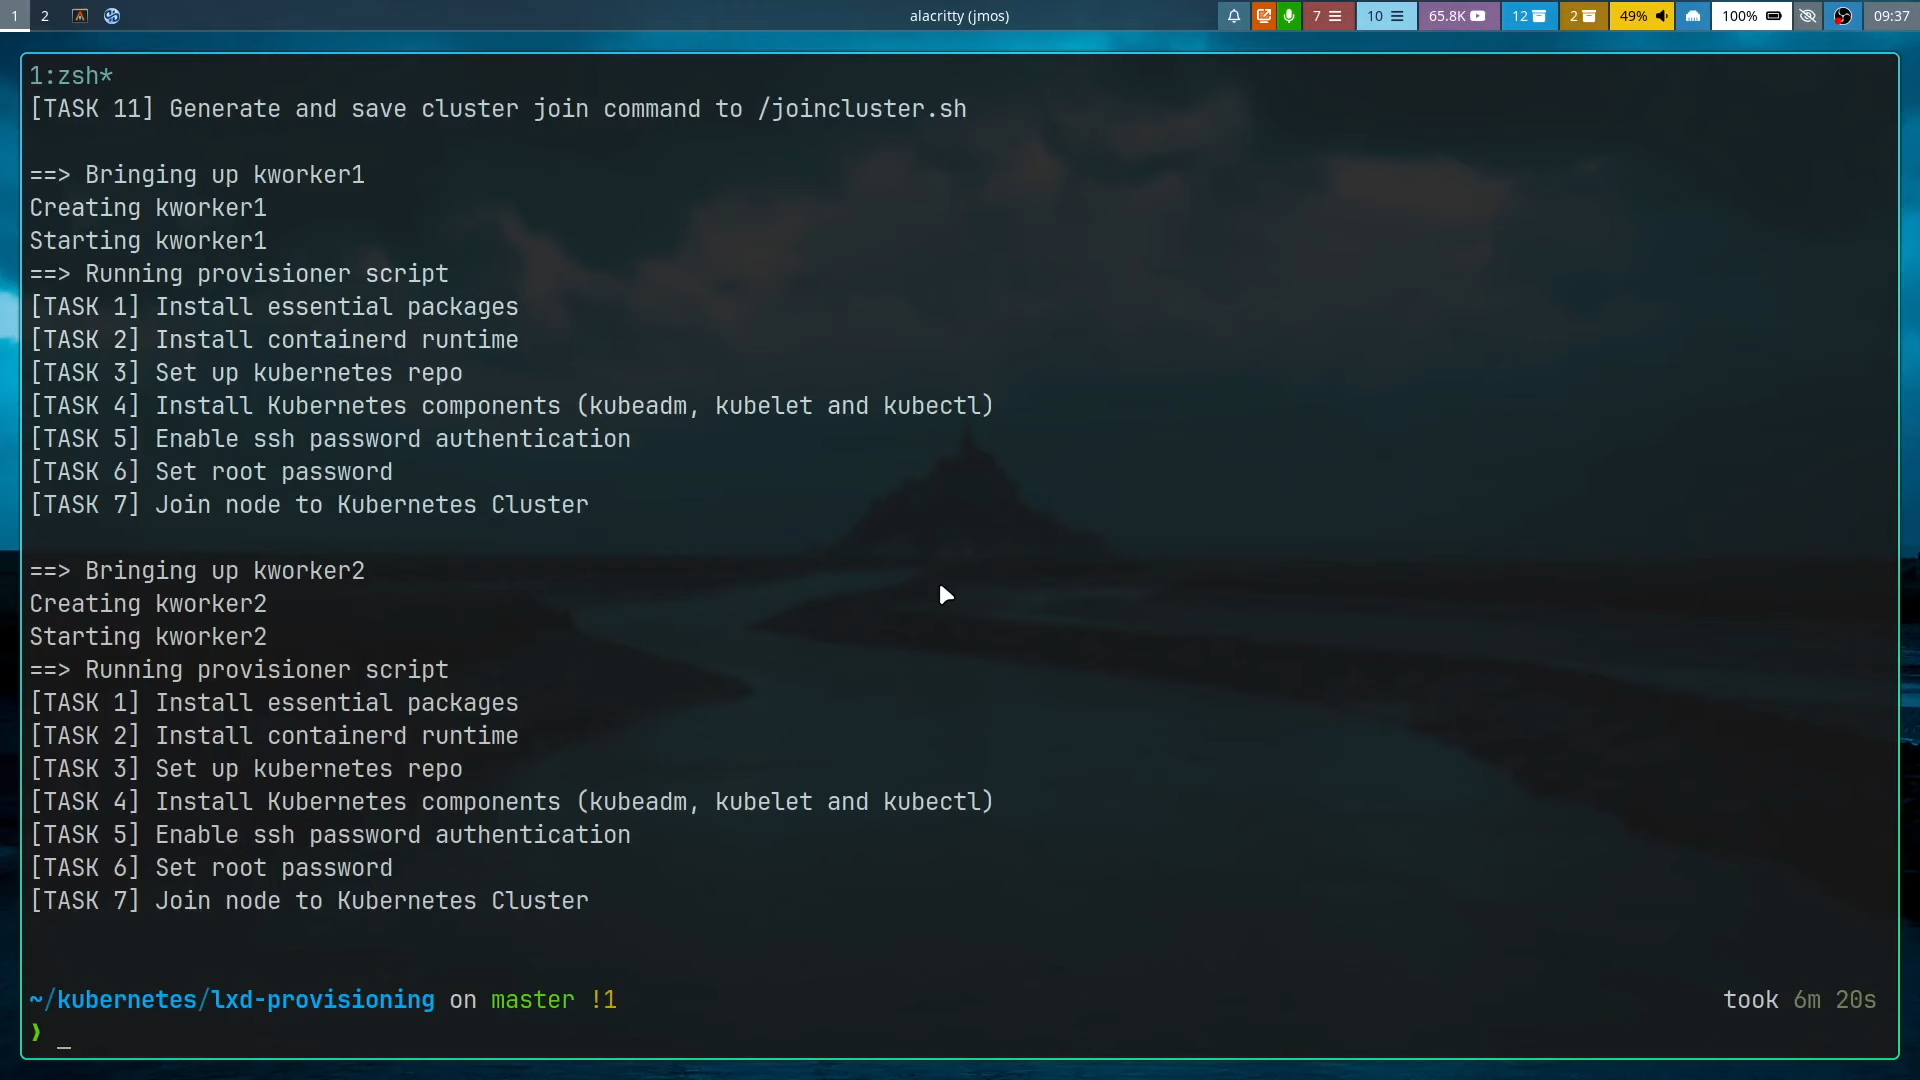 1 2 alacritty (jmos) 7 10 65.8K 12 2 49% 100% 09:37
1:zsh*
[TASK 11] Generate and save cluster join command to /joincluster.sh
==> Bringing up kworker1
Creating kworker1
Starting kworker1
==> Running provisioner script
[TASK 1] Install essential packages
[TASK 2] Install containerd runtime
[TASK 3] Set up kubernetes repo
[TASK 4] Install Kubernetes components (kubeadm, kubelet and kubectl)
[TASK 5] Enable ssh password authentication
[TASK 6] Set root password
[TASK 7] Join node to Kubernetes Cluster
==> Bringing up kworker2
Creating kworker2
Starting kworker2
==> Running provisioner script
[TASK 1] Install essential packages
[TASK 2] Install containerd runtime
[TASK 3] Set up kubernetes repo
[TASK 4] Install Kubernetes components (kubeadm, kubelet and kubectl)
[TASK 5] Enable ssh password authentication
[TASK 6] Set root password
[TASK 7] Join node to Kubernetes Cluster
~/kubernetes/lxd-provisioning on master !1 took 6m 20s
❯ _